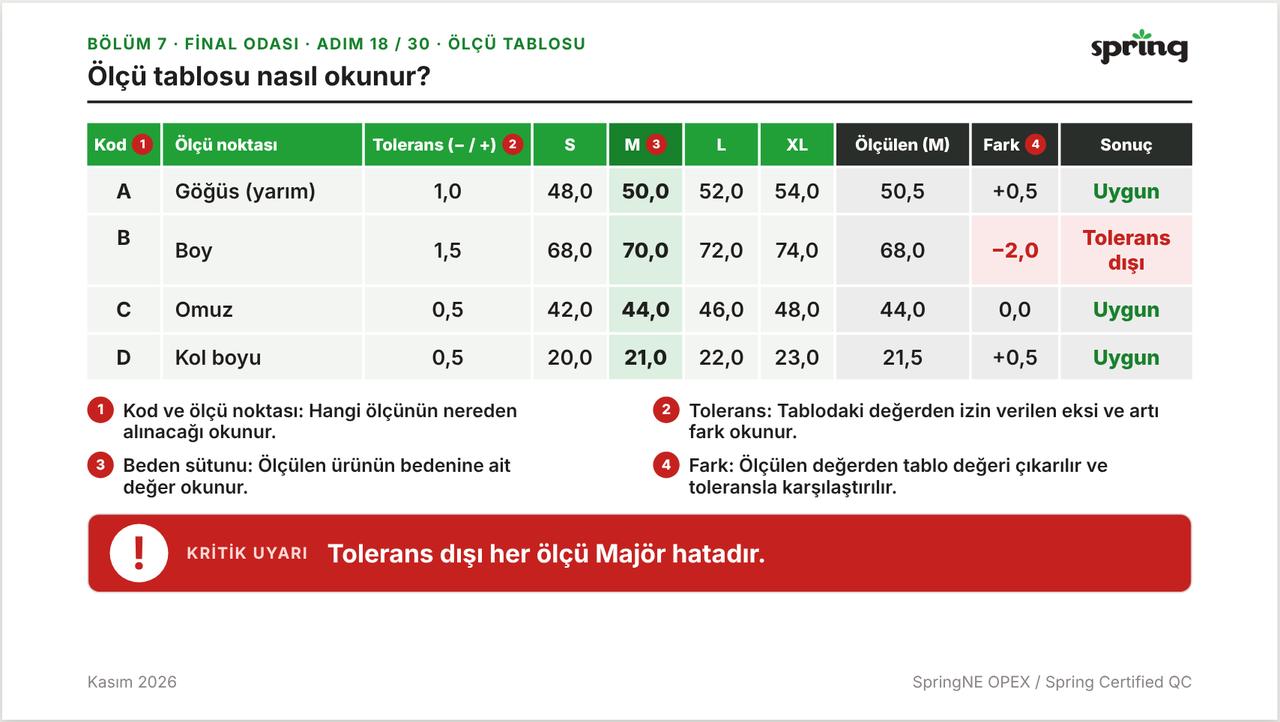 BÖLÜM 7 · FİNAL ODASI · ADIM 18 / 30 · ÖLÇÜ TABLOSU
spring
Ölçü tablosu nasıl okunur?
Kod 1 Ölçü noktası Tolerans (− / +) 2 S M 3 L XL Ölçülen (M) Fark 4 Sonuç
A Göğüs (yarım) 1,0 48,0 50,0 52,0 54,0 50,5 +0,5 Uygun
B Boy 1,5 68,0 70,0 72,0 74,0 68,0 −2,0 Tolerans
dışı
C Omuz 0,5 42,0 44,0 46,0 48,0 44,0 0,0 Uygun
D Kol boyu 0,5 20,0 21,0 22,0 23,0 21,5 +0,5 Uygun
1 Kod ve ölçü noktası: Hangi ölçünün nereden
alınacağı okunur.
2 Tolerans: Tablodaki değerden izin verilen eksi ve artı
fark okunur.
3 Beden sütunu: Ölçülen ürünün bedenine ait
değer okunur.
4 Fark: Ölçülen değerden tablo değeri çıkarılır ve
toleransla karşılaştırılır.
! KRİTİK UYARI Tolerans dışı her ölçü Majör hatadır.
Kasım 2026
SpringNE OPEX / Spring Certified QC